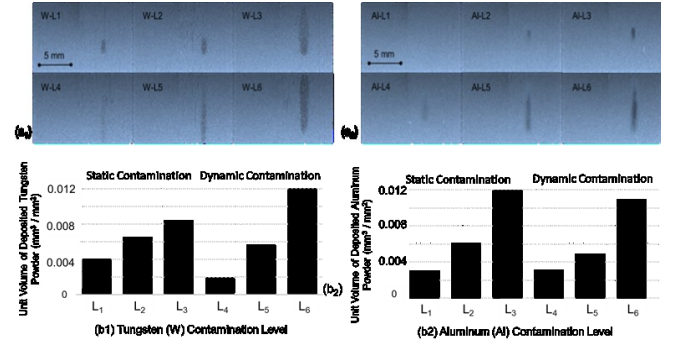 W-L1 W-L2 W-L3
5 mm
W-L4 W-L5 W-L6
(a₁)
Al-L1 Al-L2 Al-L3
5 mm
Al-L4 Al-L5 Al-L6
Static Contamination Dynamic Contamination
Unit Volume of Deposited Tungsten
Powder (mm³ / mm²)
0.012
0.008
0.004
0
L₁ L₂ L₃ L₄ L₅ L₆
(b1) Tungsten (W) Contamination Level
(b₂)
Static Contamination Dynamic Contamination
Unit Volume of Deposited Aluminum
Powder (mm³ / mm²)
0.012
0.008
0.004
0
L₁ L₂ L₃ L₄ L₅ L₆
(b2) Aluminum (Al) Contamination Level